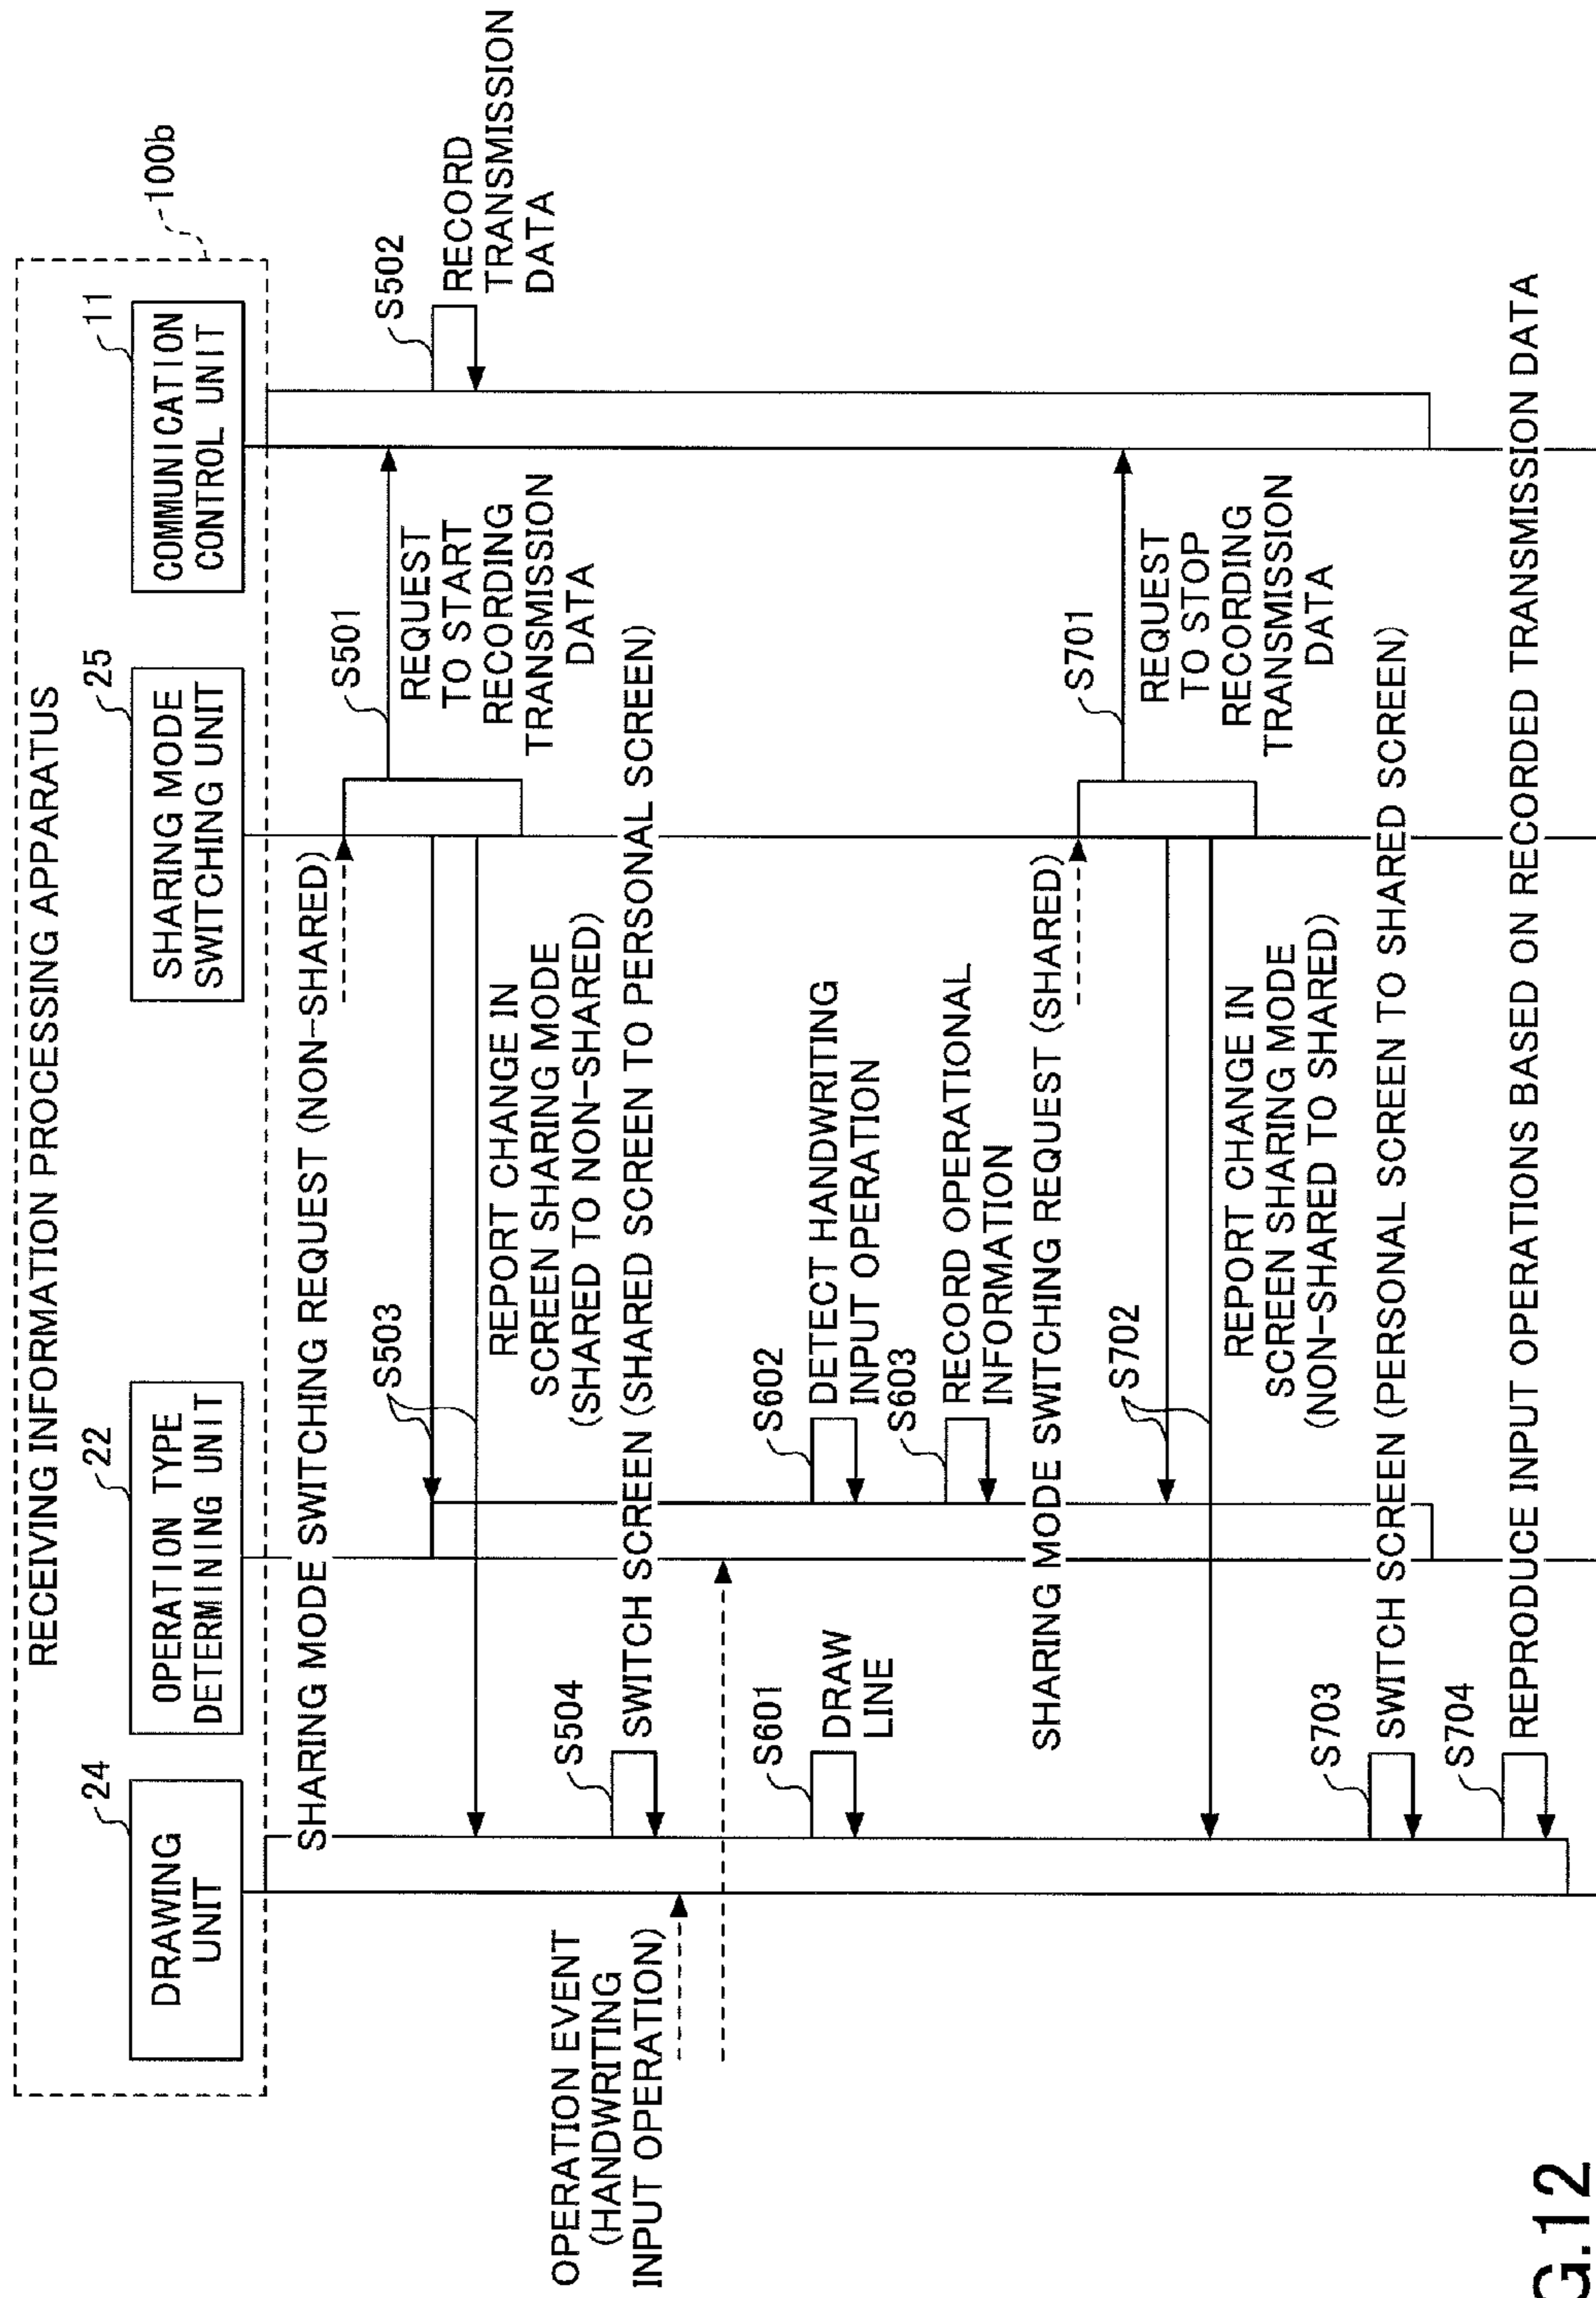 RECEIVING INFORMATION PROCESSING APPARATUS
100b
24
DRAWING
UNIT
22
OPERATION TYPE
DETERMINING UNIT
25
SHARING MODE
SWITCHING UNIT
11
COMMUNICATION
CONTROL UNIT
SHARING MODE SWITCHING REQUEST (NON-SHARED)
S501
REQUEST
TO START
RECORDING
TRANSMISSION
DATA
S502
RECORD
TRANSMISSION
DATA
S503
REPORT CHANGE IN
SCREEN SHARING MODE
(SHARED TO NON-SHARED)
S504
SWITCH SCREEN (SHARED SCREEN TO PERSONAL SCREEN)
OPERATION EVENT
(HANDWRITING
INPUT OPERATION)
S601
DRAW
LINE
S602
DETECT HANDWRITING
INPUT OPERATION
S603
RECORD OPERATIONAL
INFORMATION
SHARING MODE SWITCHING REQUEST (SHARED)
S701
REQUEST
TO STOP
RECORDING
TRANSMISSION
DATA
S702
REPORT CHANGE IN
SCREEN SHARING MODE
(NON-SHARED TO SHARED)
S703
SWITCH SCREEN (PERSONAL SCREEN TO SHARED SCREEN)
S704
REPRODUCE INPUT OPERATIONS BASED ON RECORDED TRANSMISSION DATA
G.12